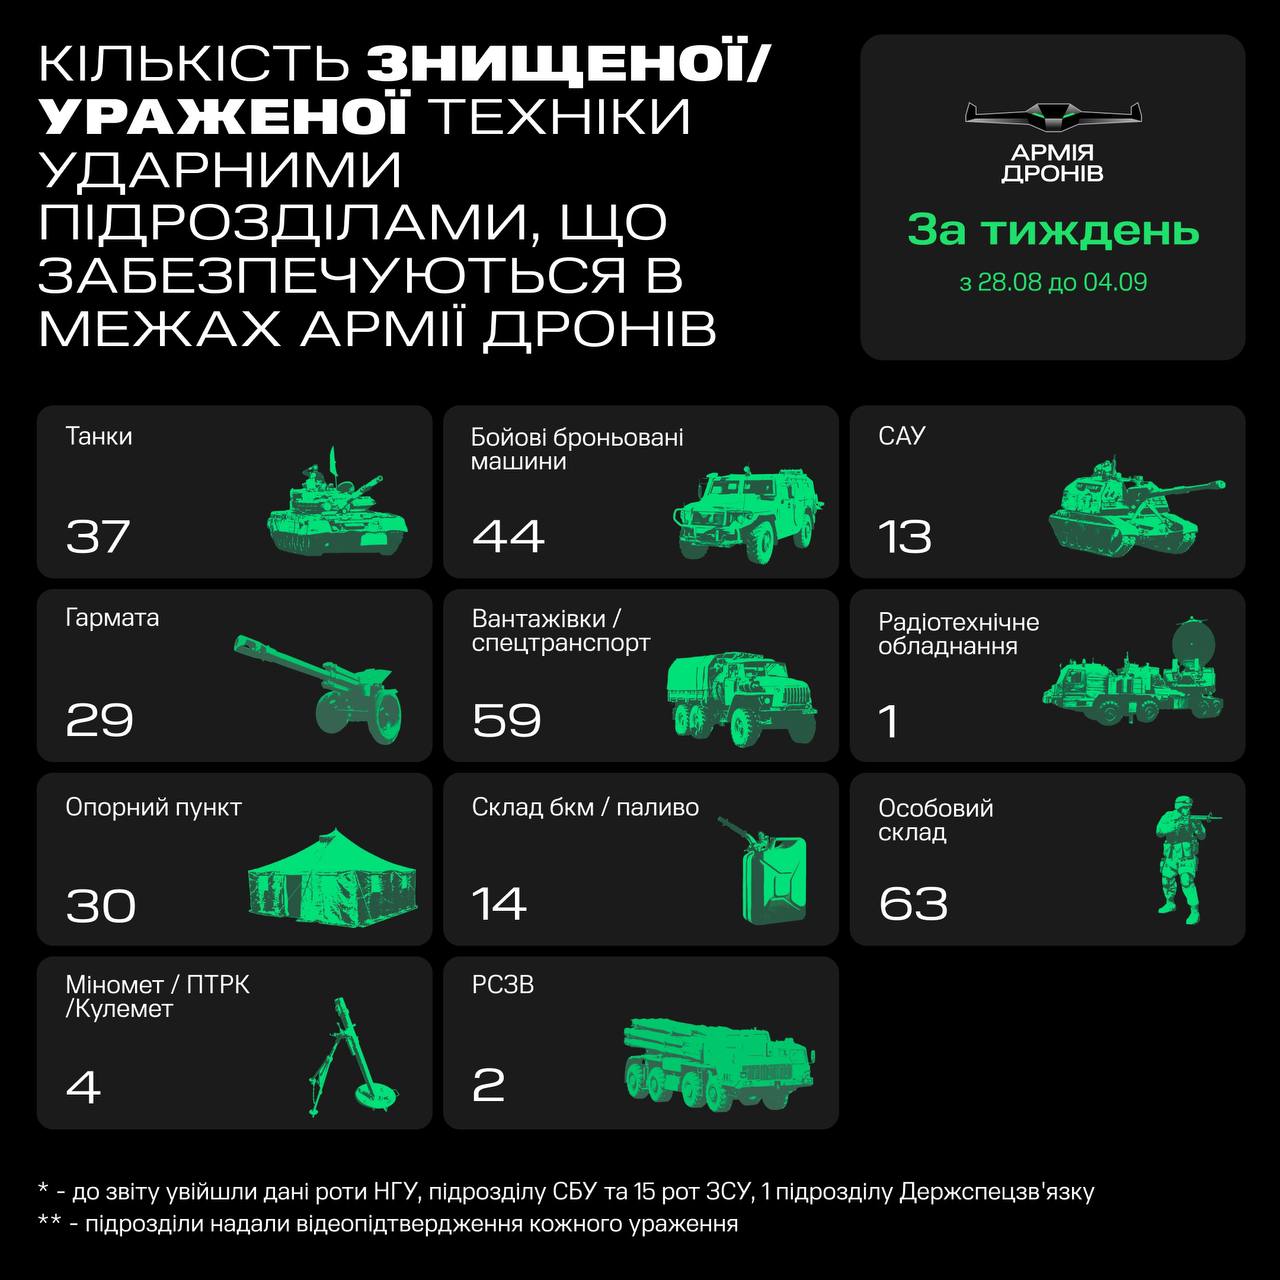 КІЛЬКІСТЬ ЗНИЩЕНОЇ/
УРАЖЕНОЇ ТЕХНІКИ
УДАРНИМИ
ПІДРОЗДІЛАМИ, ЩО
ЗАБЕЗПЕЧУЮТЬСЯ В
МЕЖАХ АРМІЇ ДРОНІВ
АРМІЯ
ДРОНІВ
За тиждень
з 28.08 до 04.09
Танки
37
Бойові броньовані
машини
44
САУ
13
Гармата
29
Вантажівки /
спецтранспорт
59
Радіотехнічне
обладнання
1
Опорний пункт
30
Склад бкм / паливо
14
Особовий
склад
63
Міномет / ПТРК
/Кулемет
4
РСЗВ
2
* - до звіту увійшли дані роти НГУ, підрозділу СБУ та 15 рот ЗСУ, 1 підрозділу Держспецзв'язку
** - підрозділи надали відеопідтвердження кожного ураження